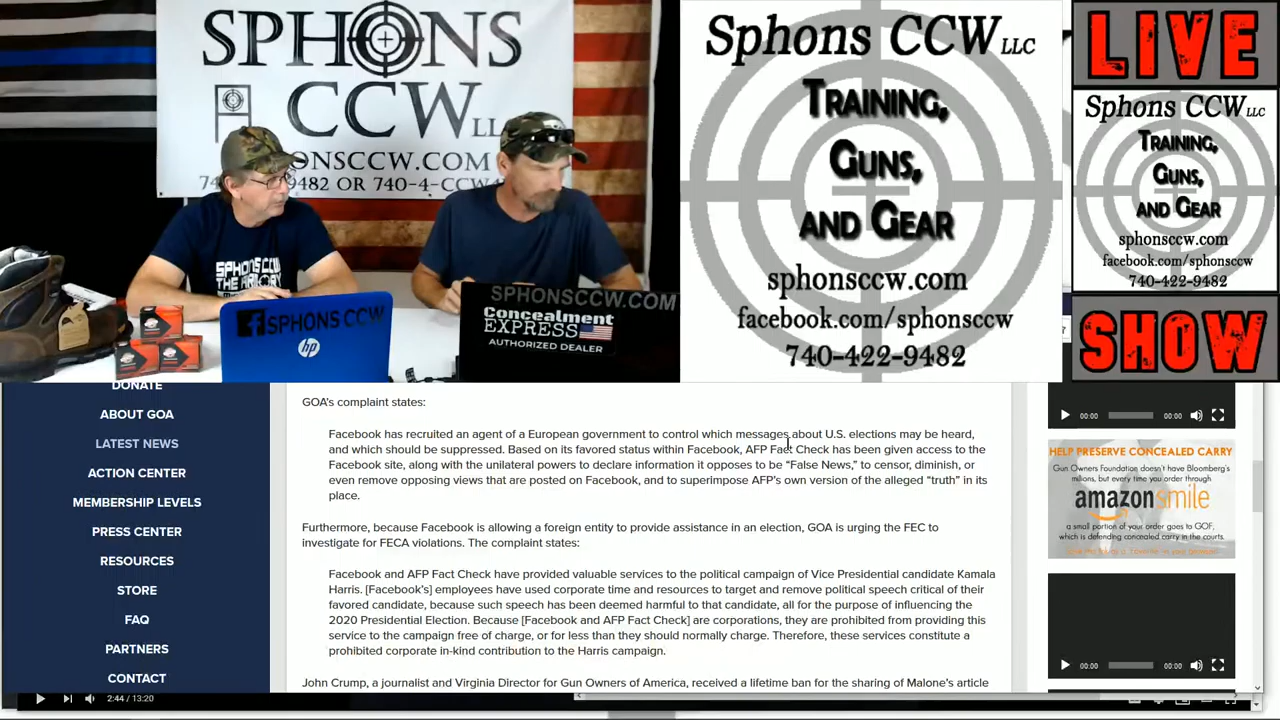 SPHONS
CCW LL
SPHONSCCW.COM
9482 OR 740-4-CCW
SPHONS CCW
THE ARMORY
SPHONS CCW
hp
SPHONSCCW.COM
Concealment
EXPRESS
AUTHORIZED DEALER
Sphons CCW LLC
Training,
Guns,
and Gear
sphonsccw.com
facebook.com/sphonsccw
740-422-9482
LIVE
Sphons CCW LLC
Training,
Guns,
and Gear
sphonsccw.com
facebook.com/sphonsccw
740-422-9482
SHOW
DONATE
ABOUT GOA
LATEST NEWS
ACTION CENTER
MEMBERSHIP LEVELS
PRESS CENTER
RESOURCES
STORE
FAQ
PARTNERS
CONTACT
GOA's complaint states:
Facebook has recruited an agent of a European government to control which messages about U.S. elections may be heard,
and which should be suppressed. Based on its favored status within Facebook, AFP Fact Check has been given access to the
Facebook site, along with the unilateral powers to declare information it opposes to be “False News,” to censor, diminish, or
even remove opposing views that are posted on Facebook, and to superimpose AFP's own version of the alleged “truth” in its
place.
Furthermore, because Facebook is allowing a foreign entity to provide assistance in an election, GOA is urging the FEC to
investigate for FECA violations. The complaint states:
Facebook and AFP Fact Check have provided valuable services to the political campaign of Vice Presidential candidate Kamala
Harris. [Facebook's] employees have used corporate time and resources to target and remove political speech critical of their
favored candidate, because such speech has been deemed harmful to that candidate, all for the purpose of influencing the
2020 Presidential Election. Because [Facebook and AFP Fact Check] are corporations, they are prohibited from providing this
service to the campaign free of charge, or for less than they should normally charge. Therefore, these services constitute a
prohibited corporate in-kind contribution to the Harris campaign.
John Crump, a journalist and Virginia Director for Gun Owners of America, received a lifetime ban for the sharing of Malone's article
00:00 00:00
HELP PRESERVE CONCEALED CARRY
Gun Owners Foundation doesn't have Bloomberg's
millions, but every time you order through
amazonsmile
a small portion of your order goes to GOF,
which is defending concealed carry in the courts.
00:00 00:00
2:44 / 13:20